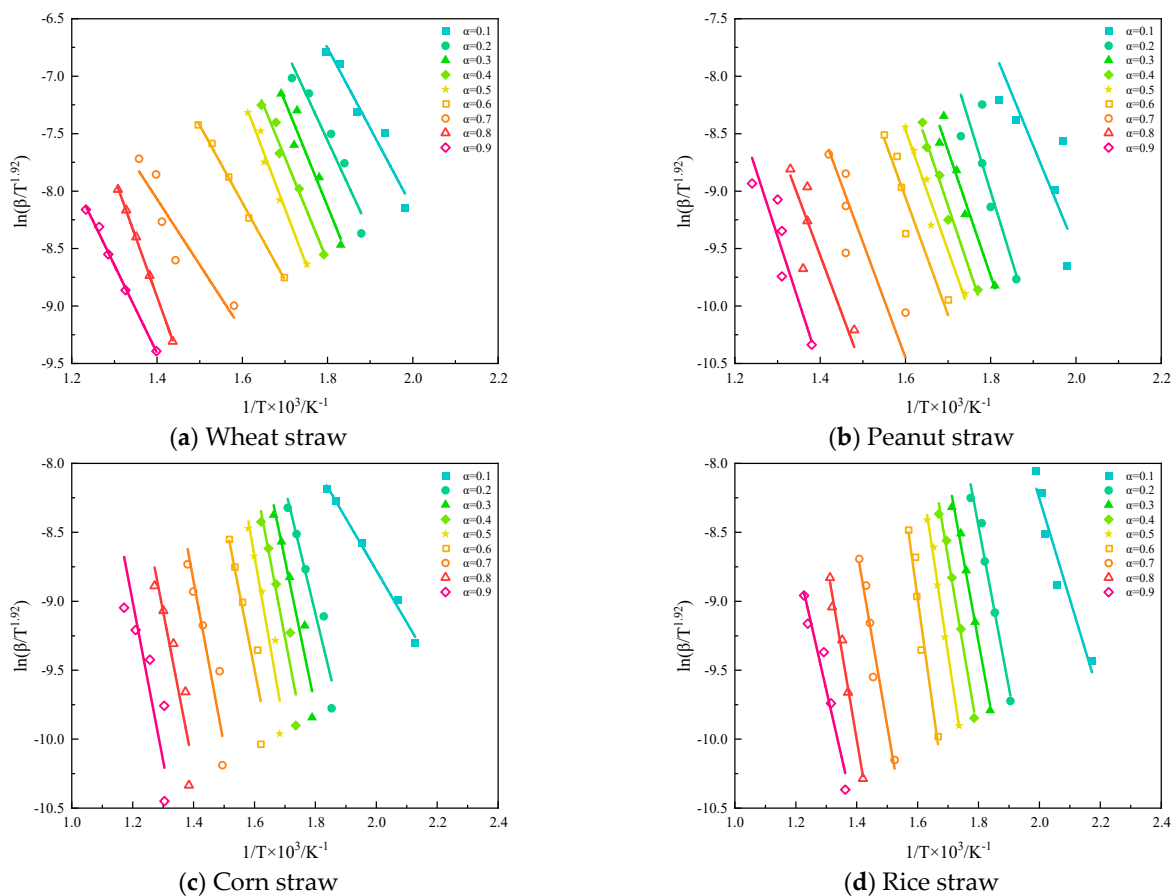 -6.5
-7.0
-7.5
-8.0
-8.5
-9.0
-9.5
1.2
1.4
1.6
1.8
2.0
2.2
ln(β/T^1.92)
1/T×10³/K⁻¹
α=0.1
α=0.2
α=0.3
α=0.4
α=0.5
α=0.6
α=0.7
α=0.8
α=0.9
(a) Wheat straw
-7.5
-8.0
-8.5
-9.0
-9.5
-10.0
-10.5
1.2
1.4
1.6
1.8
2.0
2.2
ln(β/T^1.92)
1/T×10³/K⁻¹
α=0.1
α=0.2
α=0.3
α=0.4
α=0.5
α=0.6
α=0.7
α=0.8
α=0.9
(b) Peanut straw
-8.0
-8.5
-9.0
-9.5
-10.0
-10.5
1.0
1.2
1.4
1.6
1.8
2.0
2.2
ln(β/T^1.92)
1/T×10³/K⁻¹
α=0.1
α=0.2
α=0.3
α=0.4
α=0.5
α=0.6
α=0.7
α=0.8
α=0.9
(c) Corn straw
-8.0
-8.5
-9.0
-9.5
-10.0
-10.5
1.0
1.2
1.4
1.6
1.8
2.0
2.2
2.4
ln(β/T^1.92)
1/T×10³/K⁻¹
α=0.1
α=0.2
α=0.3
α=0.4
α=0.5
α=0.6
α=0.7
α=0.8
α=0.9
(d) Rice straw